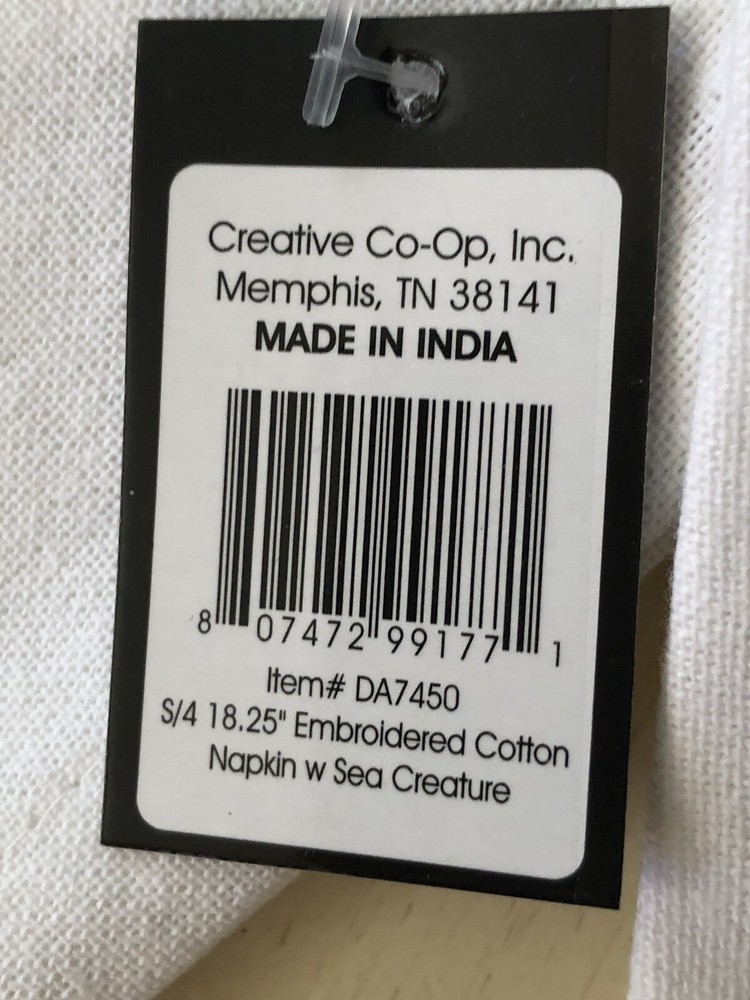 Creative Co-Op, Inc.
Memphis, TN 38141
MADE IN INDIA
8 07472 99177 1
Item# DA7450
S/4 18.25" Embroidered Cotton
Napkin w Sea Creature